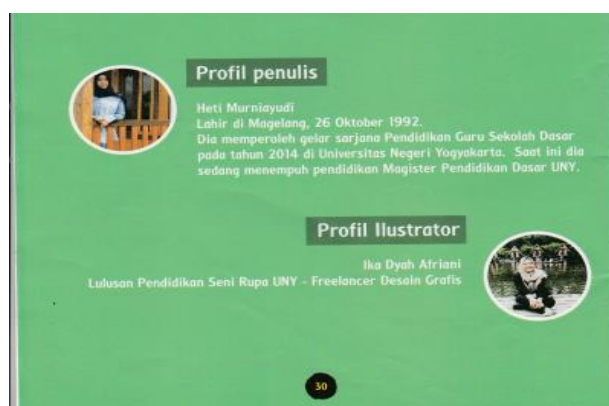 Profil penulis
Heti Murniayudi
Lahir di Magelang, 26 Oktober 1992.
Dia memperoleh gelar sarjana Pendidikan Guru Sekolah Dasar
pada tahun 2014 di Universitas Negeri Yogyakarta. Saat ini dia
sedang menempuh pendidikan Magister Pendidikan Dasar UNY.
Profil Ilustrator
Ika Dyah Afriani
Lulusan Pendidikan Seni Rupa UNY - Freelancer Desain Grafis
30